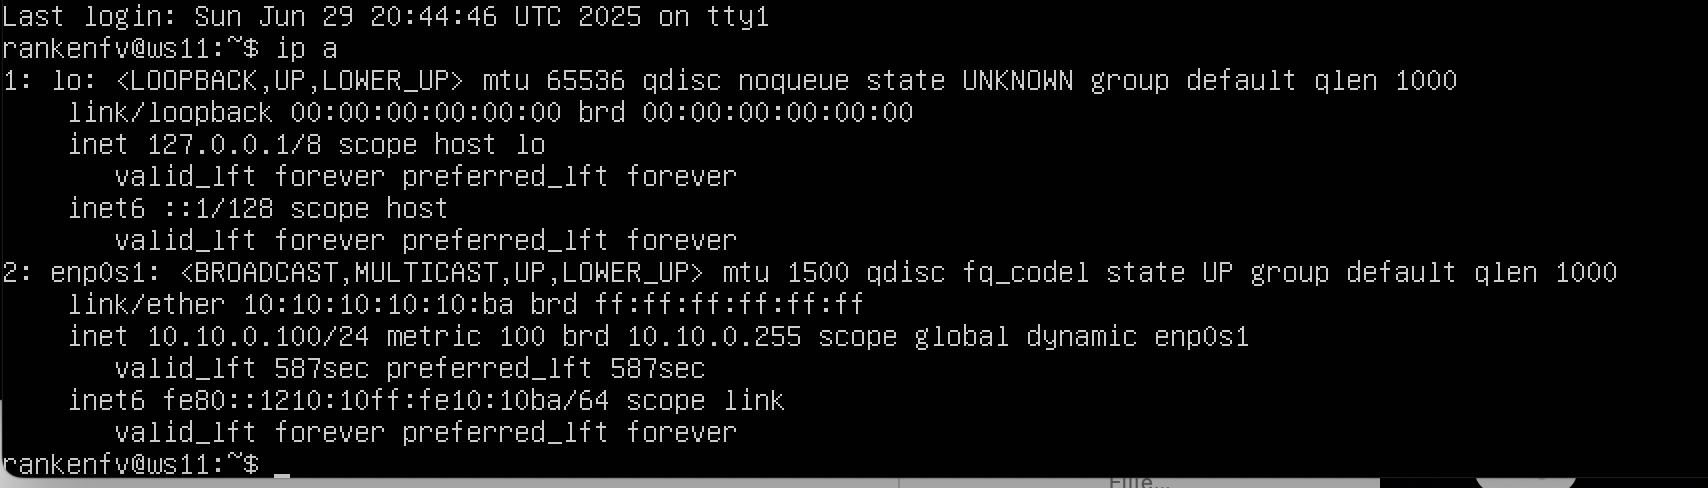 Last login: Sun Jun 29 20:44:46 UTC 2025 on tty1
rankenfv@ws11:~$ ip a
1: lo: <LOOPBACK,UP,LOWER_UP> mtu 65536 qdisc noqueue state UNKNOWN group default qlen 1000
    link/loopback 00:00:00:00:00:00 brd 00:00:00:00:00:00
    inet 127.0.0.1/8 scope host lo
       valid_lft forever preferred_lft forever
    inet6 ::1/128 scope host
       valid_lft forever preferred_lft forever
2: enp0s1: <BROADCAST,MULTICAST,UP,LOWER_UP> mtu 1500 qdisc fq_codel state UP group default qlen 1000
    link/ether 10:10:10:10:10:ba brd ff:ff:ff:ff:ff:ff
    inet 10.10.0.100/24 metric 100 brd 10.10.0.255 scope global dynamic enp0s1
       valid_lft 587sec preferred_lft 587sec
    inet6 fe80::1210:10ff:fe10:10ba/64 scope link
       valid_lft forever preferred_lft forever
rankenfv@ws11:~$ _